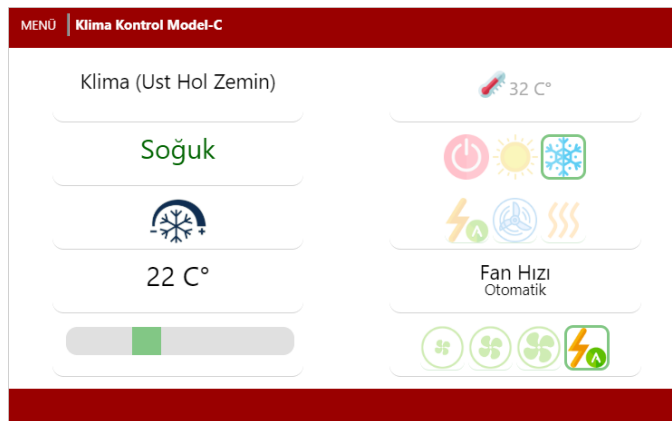 MENÜ Klima Kontrol Model-C
Klima (Ust Hol Zemin)
32 C°
Soğuk
- +
A
22 C°
Fan Hızı
Otomatik
A